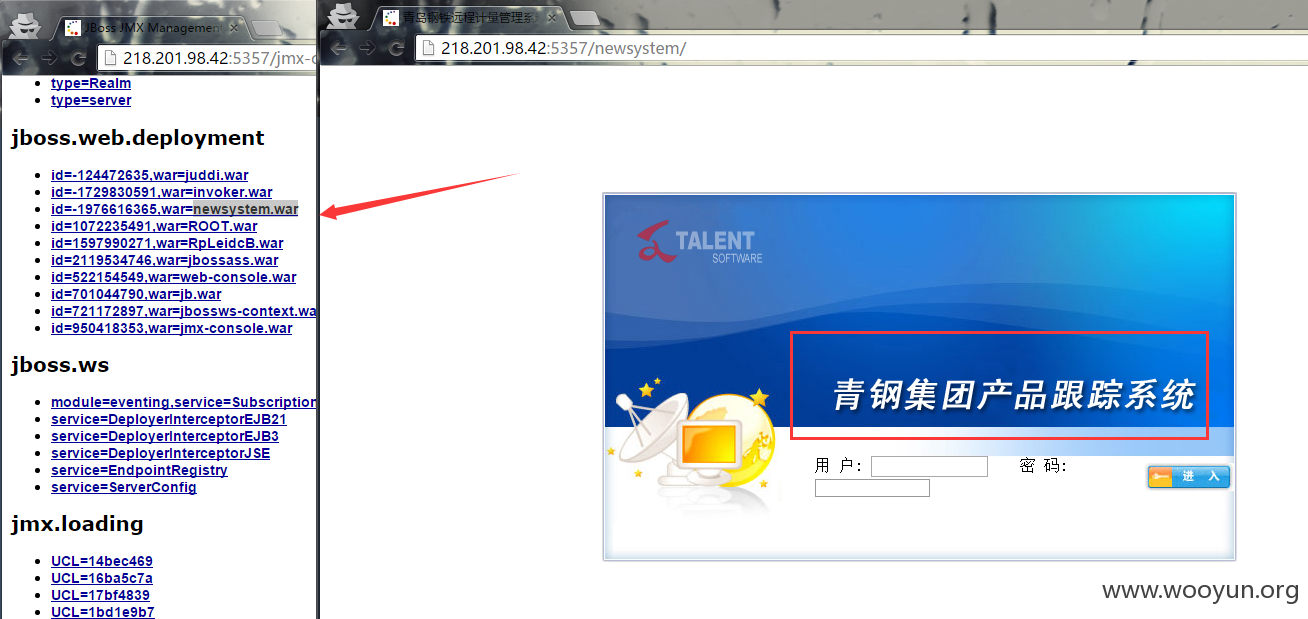 JBoss JMX Management
218.201.98.42:5357/jmx-c
type=Realm
type=server
jboss.web.deployment
id=-124472635,war=juddi.war
id=-1729830591,war=invoker.war
id=-1976616365,war=newsystem.war
id=1072235491,war=ROOT.war
id=1597990271,war=RpLeidcB.war
id=2119534746,war=jbossass.war
id=522154549,war=web-console.war
id=701044790,war=jb.war
id=721172897,war=jbossws-context.wa
id=950418353,war=jmx-console.war
jboss.ws
module=eventing,service=Subscription
service=DeployerInterceptorEJB21
service=DeployerInterceptorEJB3
service=DeployerInterceptorJSE
service=EndpointRegistry
service=ServerConfig
jmx.loading
UCL=14bec469
UCL=16ba5c7a
UCL=17bf4839
UCL=1bd1e9b7
青岛钢铁远程计量管理系
218.201.98.42:5357/newsystem/
TALENT
SOFTWARE
青钢集团产品跟踪系统
用 户: 密 码:
进 入
www.wooyun.org